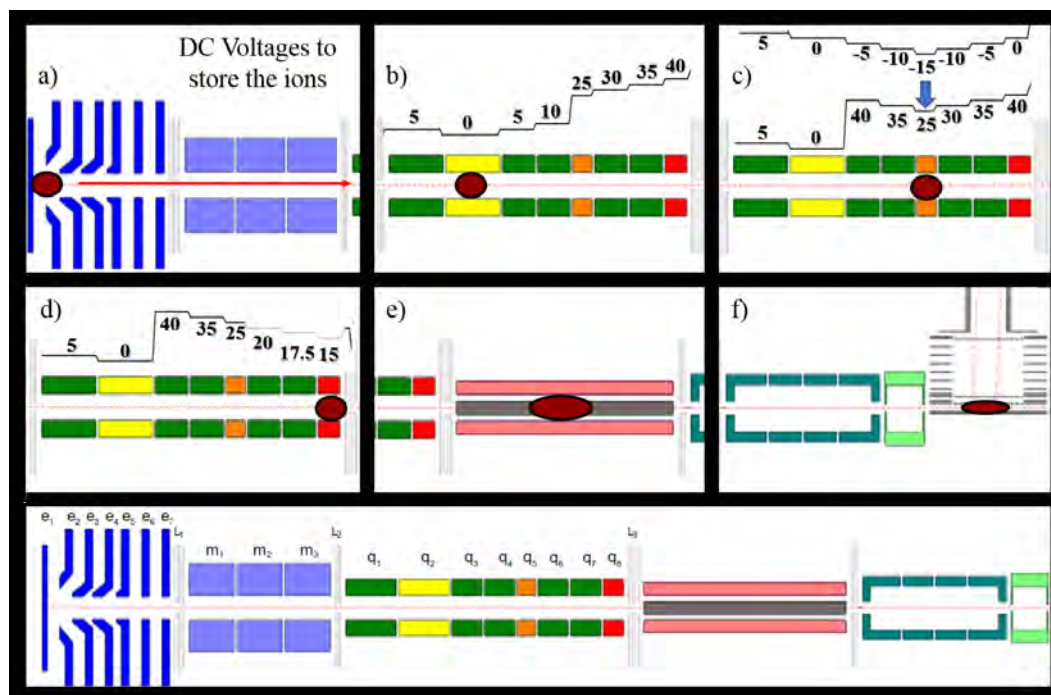 a)
DC Voltages to
store the ions
b)
5 0 5 10 25 30 35 40
c)
5 0 -5 -10 -15 -10 -5 0
5 0 40 35 25 30 35 40
d)
5 0 40 35 25 20 17.5 15
e)
f)
e₁ e₂ e₃ e₄ e₅ e₆ e₇ L₁ m₁ m₂ m₃ L₂ q₁ q₂ q₃ q₄ q₅ q₆ q₇ q₈ L₃